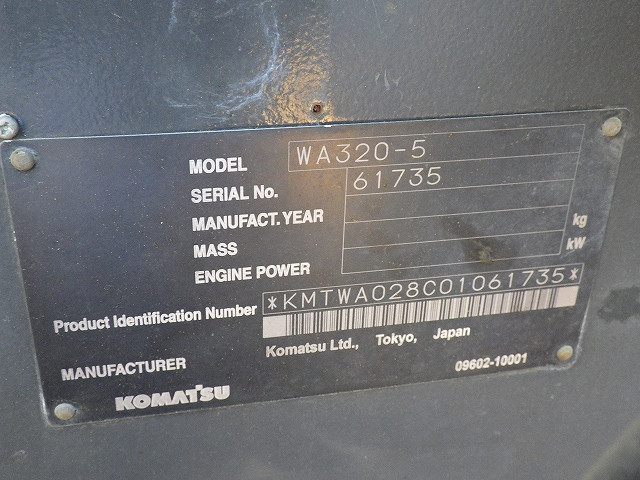 MODEL WA320-5
SERIAL No. 61735
MANUFACT. YEAR
MASS kg
ENGINE POWER kW
Product Identification Number *KMTWA028C01061735*
MANUFACTURER Komatsu Ltd., Tokyo, Japan
09602-10001
KOMATSU